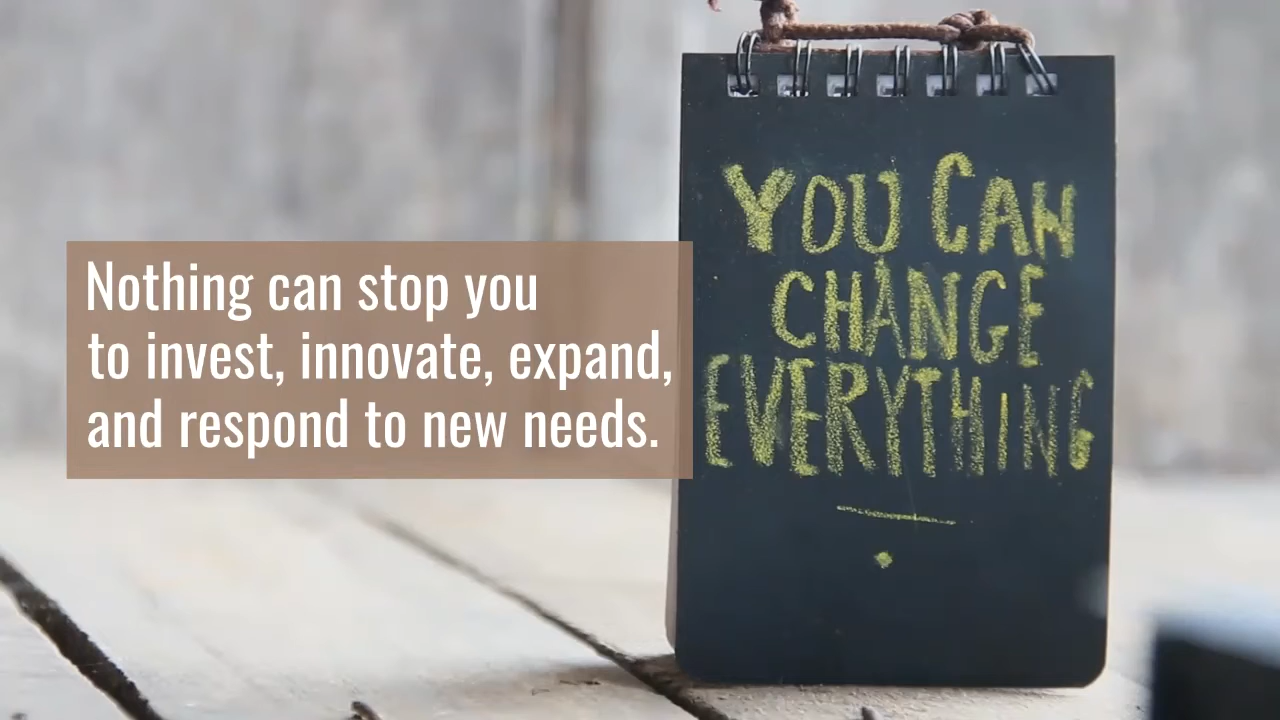 Nothing can stop you
to invest, innovate, expand,
and respond to new needs.
YOU CAN
CHANGE
EVERYTHING